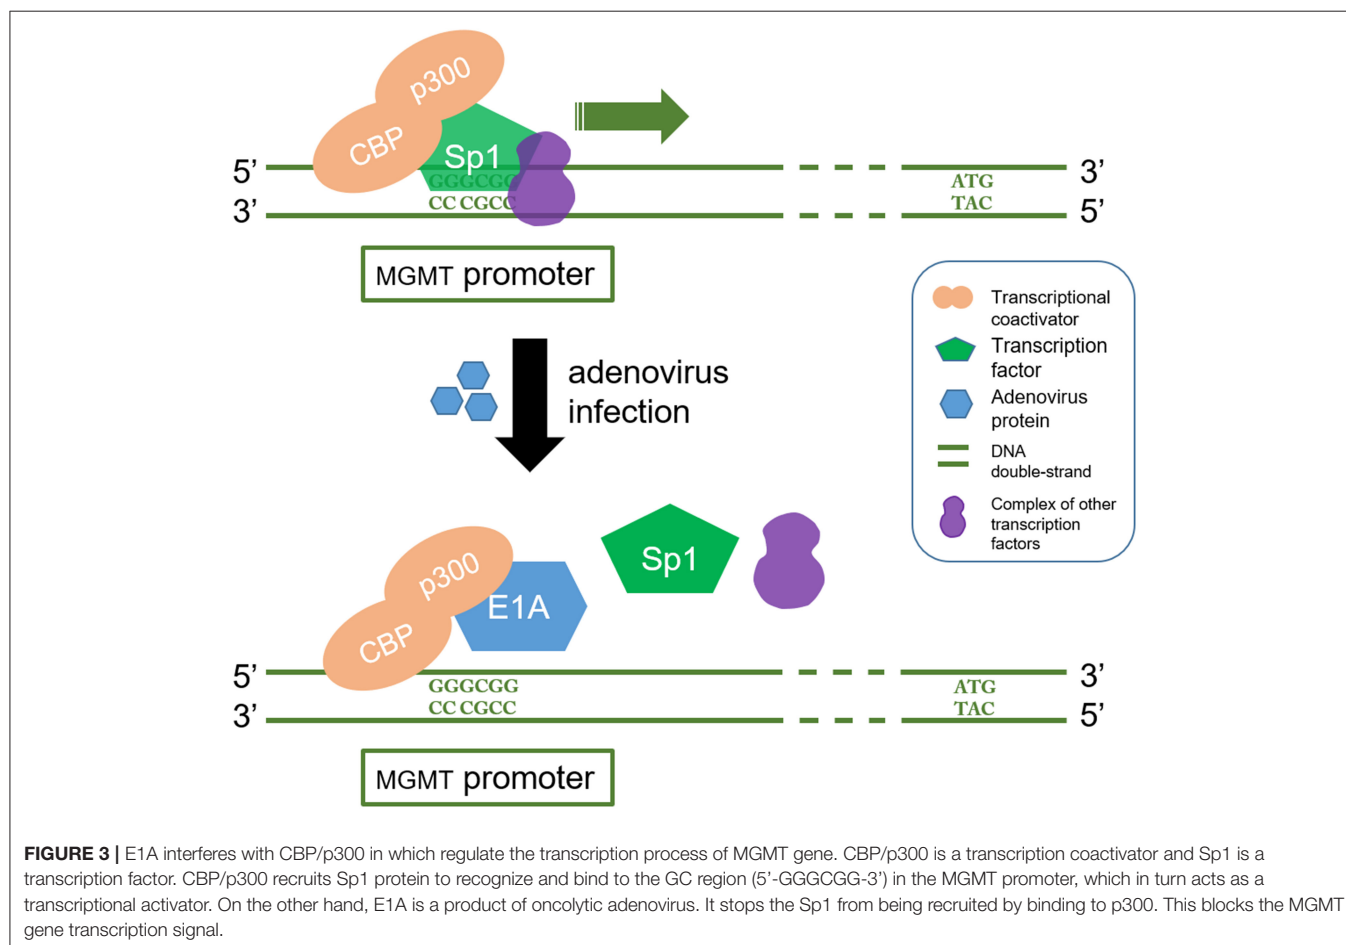 p300
CBP
Sp1
5’
3’
GGGCGG
ATG
CC CGCC
TAC
3’
5’
MGMT promoter
adenovirus
infection
Transcriptional
coactivator
Transcription
factor
Adenovirus
protein
DNA
double-strand
Complex of other
transcription
factors
p300
CBP
E1A
Sp1
5’
3’
GGGCGG
ATG
CC CGCC
TAC
3’
5’
MGMT promoter
FIGURE 3 | E1A interferes with CBP/p300 in which regulate the transcription process of MGMT gene. CBP/p300 is a transcription coactivator and Sp1 is a
transcription factor. CBP/p300 recruits Sp1 protein to recognize and bind to the GC region (5’-GGGCGG-3’) in the MGMT promoter, which in turn acts as a
transcriptional activator. On the other hand, E1A is a product of oncolytic adenovirus. It stops the Sp1 from being recruited by binding to p300. This blocks the MGMT
gene transcription signal.